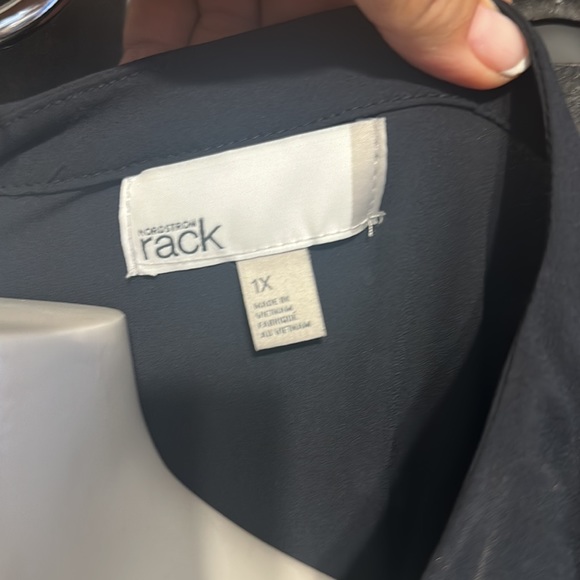 NORDSTROM
rack
1X
MADE IN
VIETNAM
FABRIQUÉ
AU VIETNAM